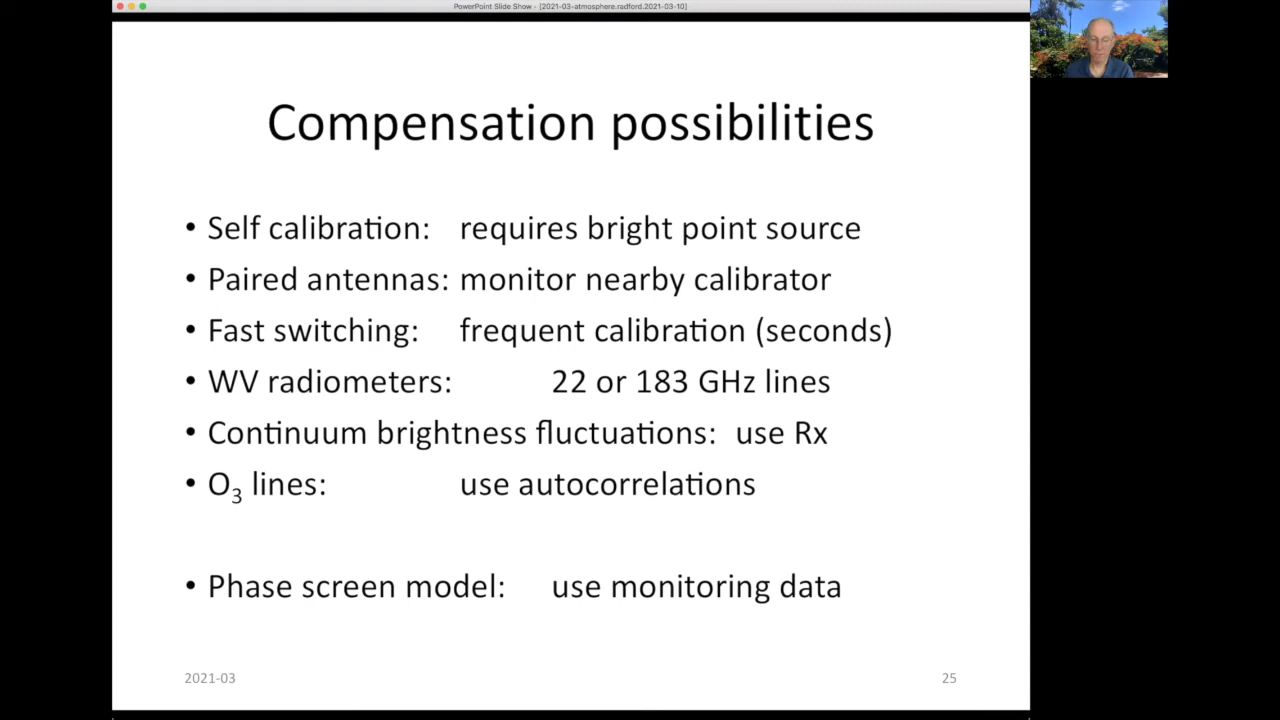 PowerPoint Slide Show - [2021-03-atmosphere.radford.2021-03-10]
Compensation possibilities
• Self calibration: requires bright point source
• Paired antennas: monitor nearby calibrator
• Fast switching: frequent calibration (seconds)
• WV radiometers: 22 or 183 GHz lines
• Continuum brightness fluctuations: use Rx
• O₃ lines: use autocorrelations
• Phase screen model: use monitoring data
2021-03
25